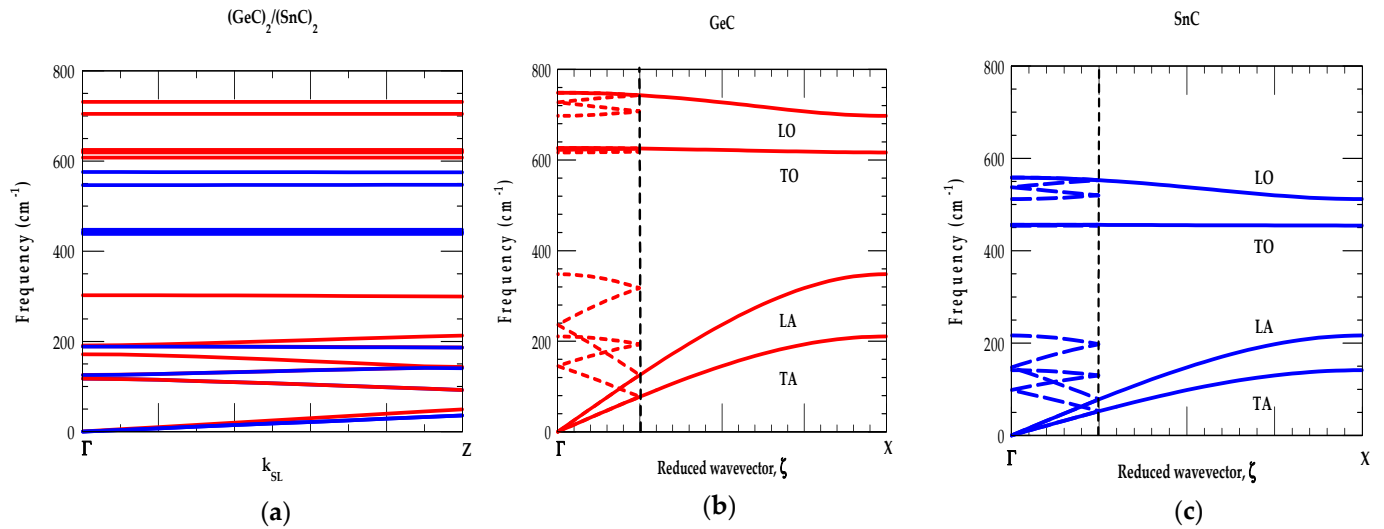 (GeC)₂/(SnC)₂
800
600
400
200
0
Frequency (cm⁻¹)
Γ
Z
k_SL
(a)
GeC
800
600
400
200
0
Frequency (cm⁻¹)
LO
TO
LA
TA
Γ
X
Reduced wavevector, ζ
(b)
SnC
800
600
400
200
0
Frequency (cm⁻¹)
LO
TO
LA
TA
Γ
X
Reduced wavevector, ζ
(c)